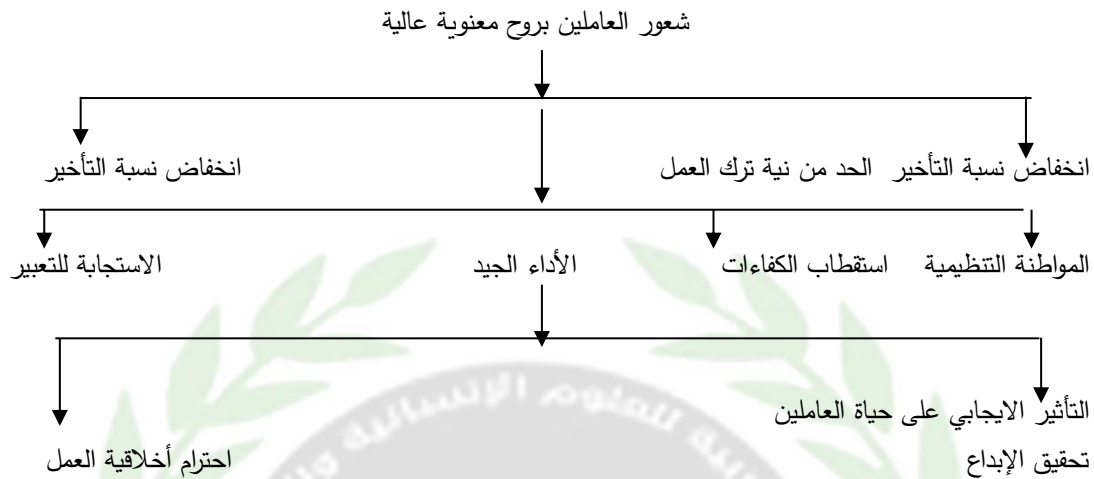 شعور العاملين بروح معنوية عالية
انخفاض نسبة التأخير الحد من نية ترك العمل انخفاض نسبة التأخير
المواطنة التنظيمية استقطاب الكفاءات الأداء الجيد الاستجابة للتعبير
التأثير الايجابي على حياة العاملين
تحقيق الإبداع احترام أخلاقية العمل